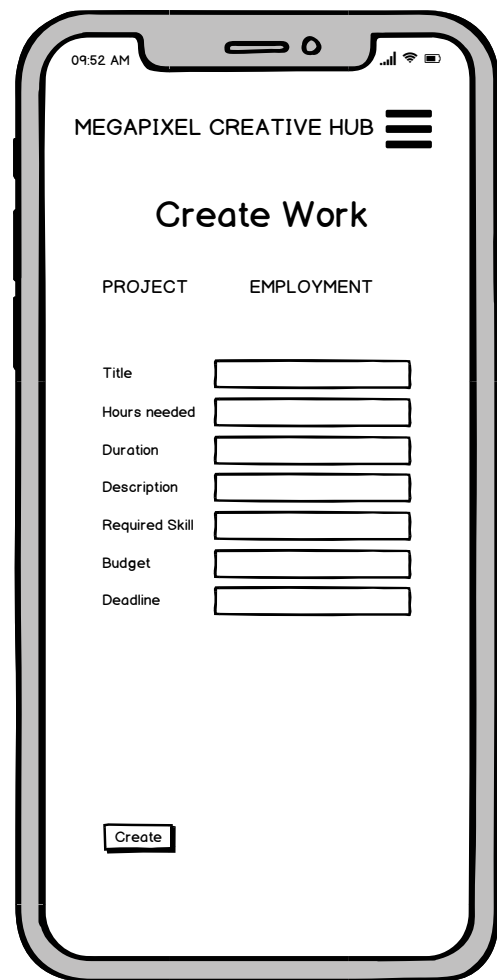 09:52 AM
MEGAPIXEL CREATIVE HUB
Create Work
PROJECT EMPLOYMENT
Title
Hours needed
Duration
Description
Required Skill
Budget
Deadline
Create